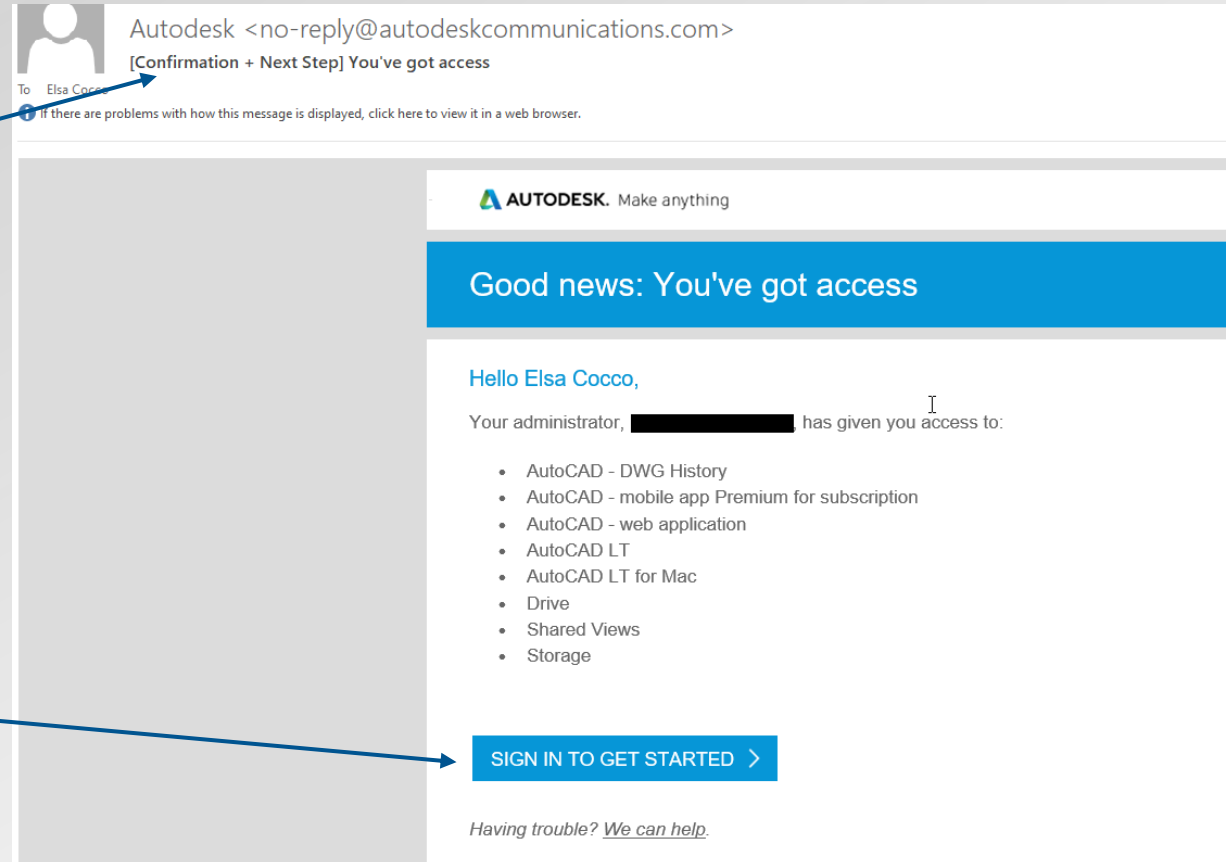 Autodesk <no-reply@autodeskcommunications.com>
[Confirmation + Next Step] You've got access
To Elsa Cocco
If there are problems with how this message is displayed, click here to view it in a web browser.
AUTODESK. Make anything
Good news: You've got access
Hello Elsa Cocco,
Your administrator, , has given you access to:
• AutoCAD - DWG History
• AutoCAD - mobile app Premium for subscription
• AutoCAD - web application
• AutoCAD LT
• AutoCAD LT for Mac
• Drive
• Shared Views
• Storage
SIGN IN TO GET STARTED >
Having trouble? We can help.